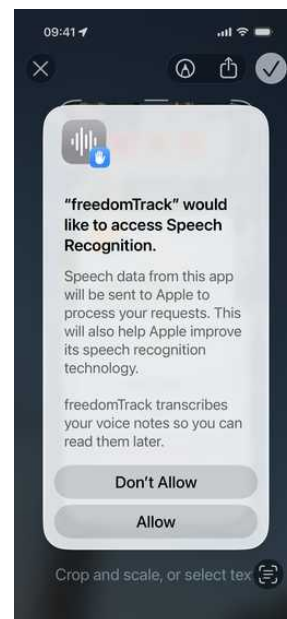 09:41
“freedomTrack” would
like to access Speech
Recognition.
Speech data from this app
will be sent to Apple to
process your requests. This
will also help Apple improve
its speech recognition
technology.
freedomTrack transcribes
your voice notes so you can
read them later.
Don’t Allow
Allow
Crop and scale, or select tex